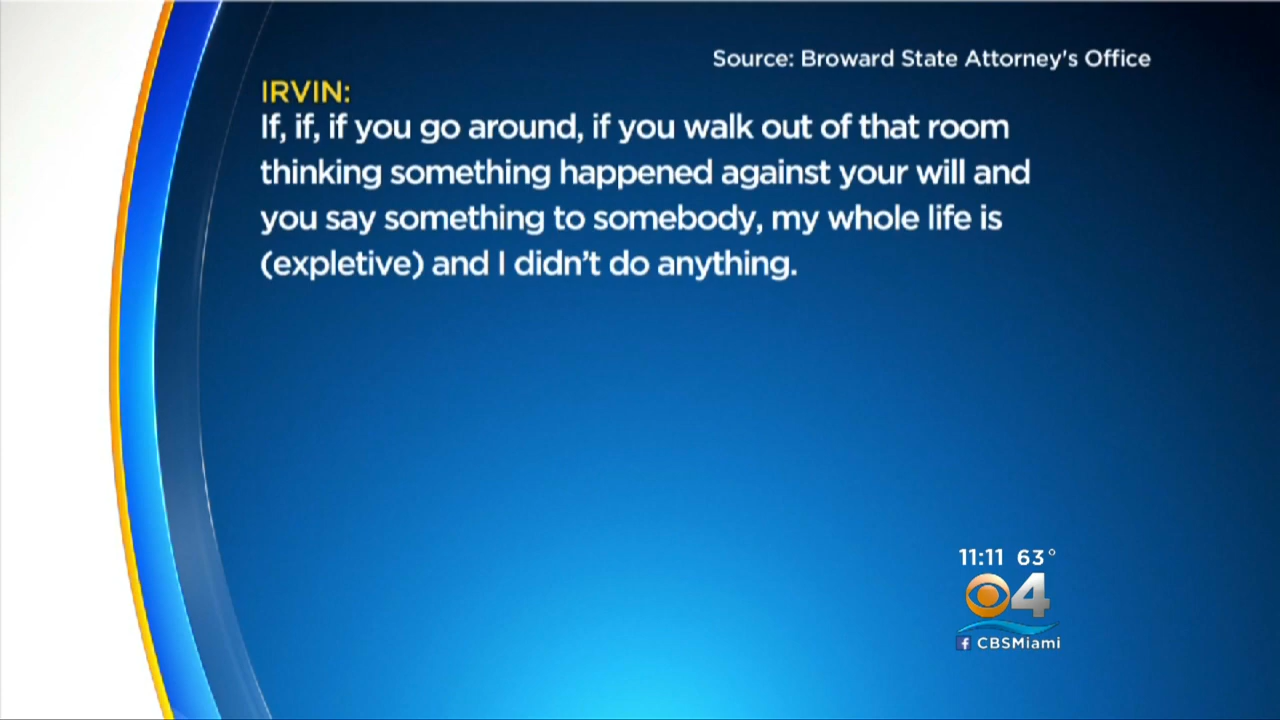 Source: Broward State Attorney's Office
IRVIN:
If, if, if you go around, if you walk out of that room
thinking something happened against your will and
you say something to somebody, my whole life is
(expletive) and I didn't do anything.
11:11 63°
4
f CBSMiami